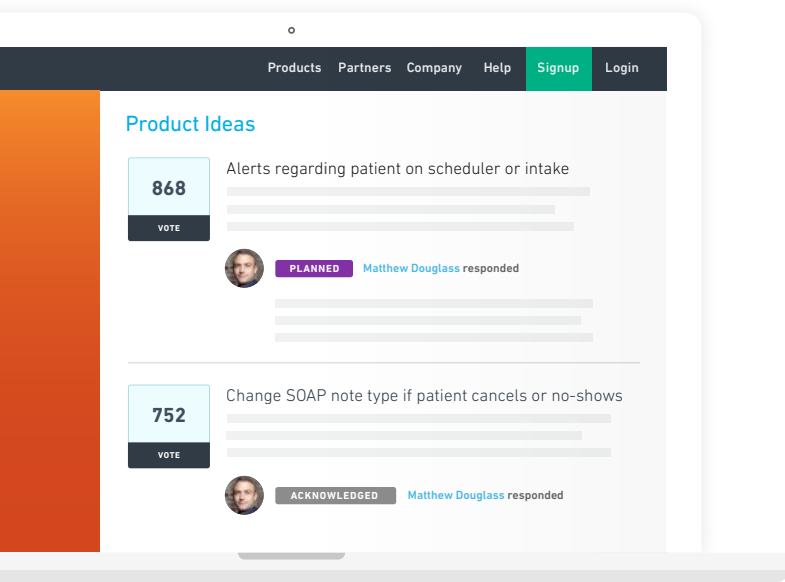 Products Partners Company Help Signup Login
Product Ideas
868
VOTE
Alerts regarding patient on scheduler or intake
PLANNED Matthew Douglass responded
752
VOTE
Change SOAP note type if patient cancels or no-shows
ACKNOWLEDGED Matthew Douglass responded